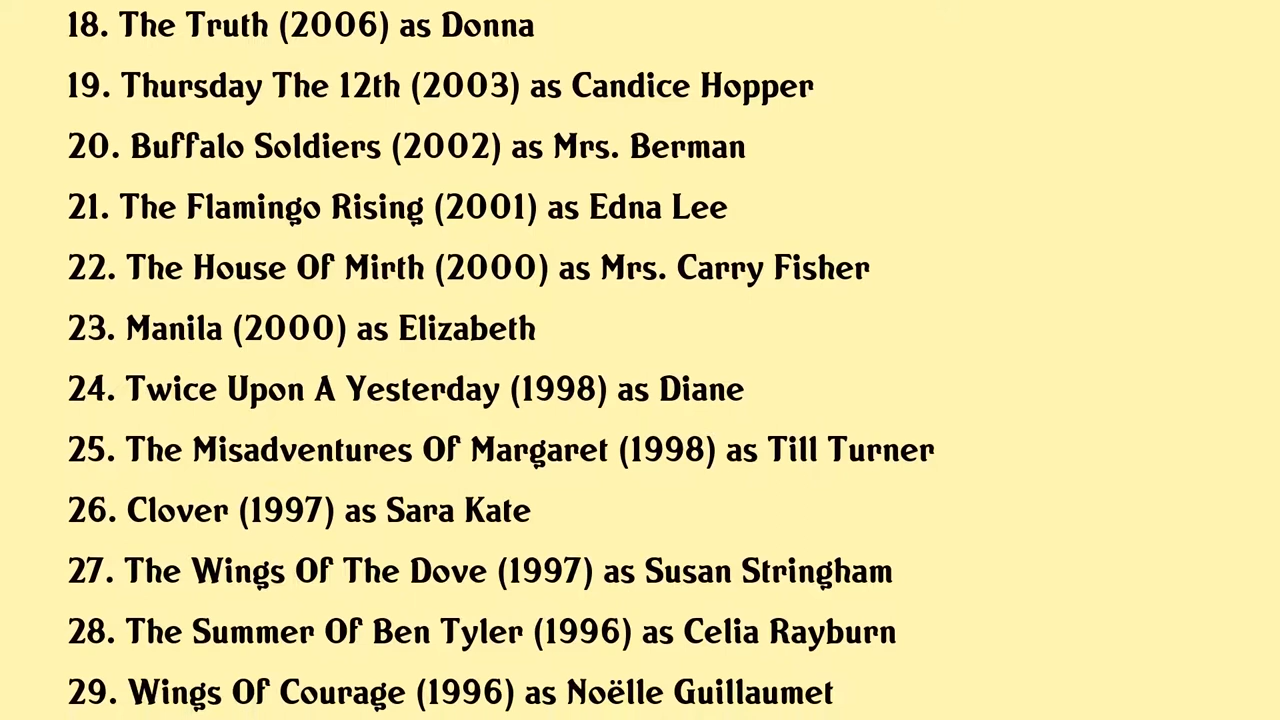 18. The Truth (2006) as Donna
19. Thursday The 12th (2003) as Candice Hopper
20. Buffalo Soldiers (2002) as Mrs. Berman
21. The Flamingo Rising (2001) as Edna Lee
22. The House Of Mirth (2000) as Mrs. Carry Fisher
23. Manila (2000) as Elizabeth
24. Twice Upon A Yesterday (1998) as Diane
25. The Misadventures Of Margaret (1998) as Till Turner
26. Clover (1997) as Sara Kate
27. The Wings Of The Dove (1997) as Susan Stringham
28. The Summer Of Ben Tyler (1996) as Celia Rayburn
29. Wings Of Courage (1996) as Noëlle Guillaumet